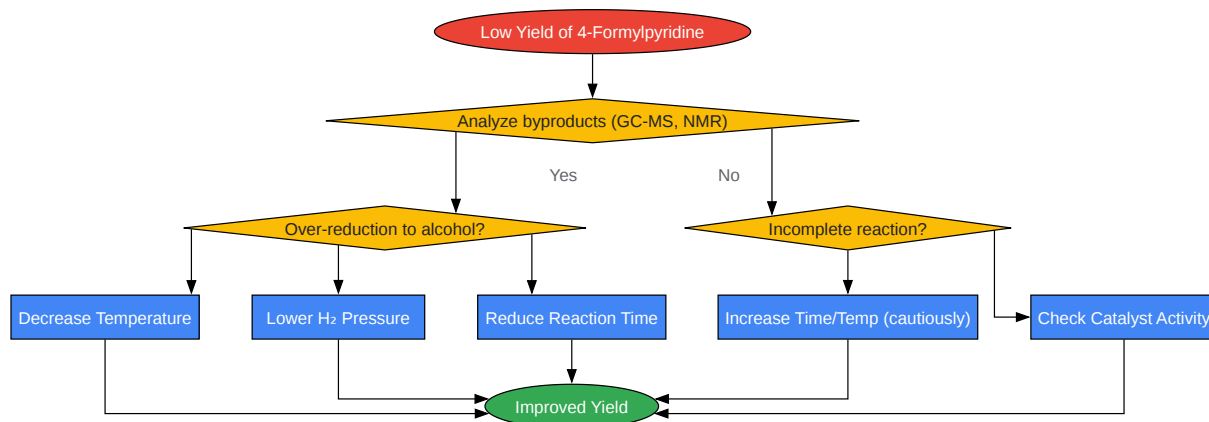 Low Yield of 4-Formylpyridine
Analyze byproducts (GC-MS, NMR)
Yes
No
Over-reduction to alcohol?
Incomplete reaction?
Decrease Temperature
Lower H₂ Pressure
Reduce Reaction Time
Increase Time/Temp (cautiously)
Check Catalyst Activity
Improved Yield